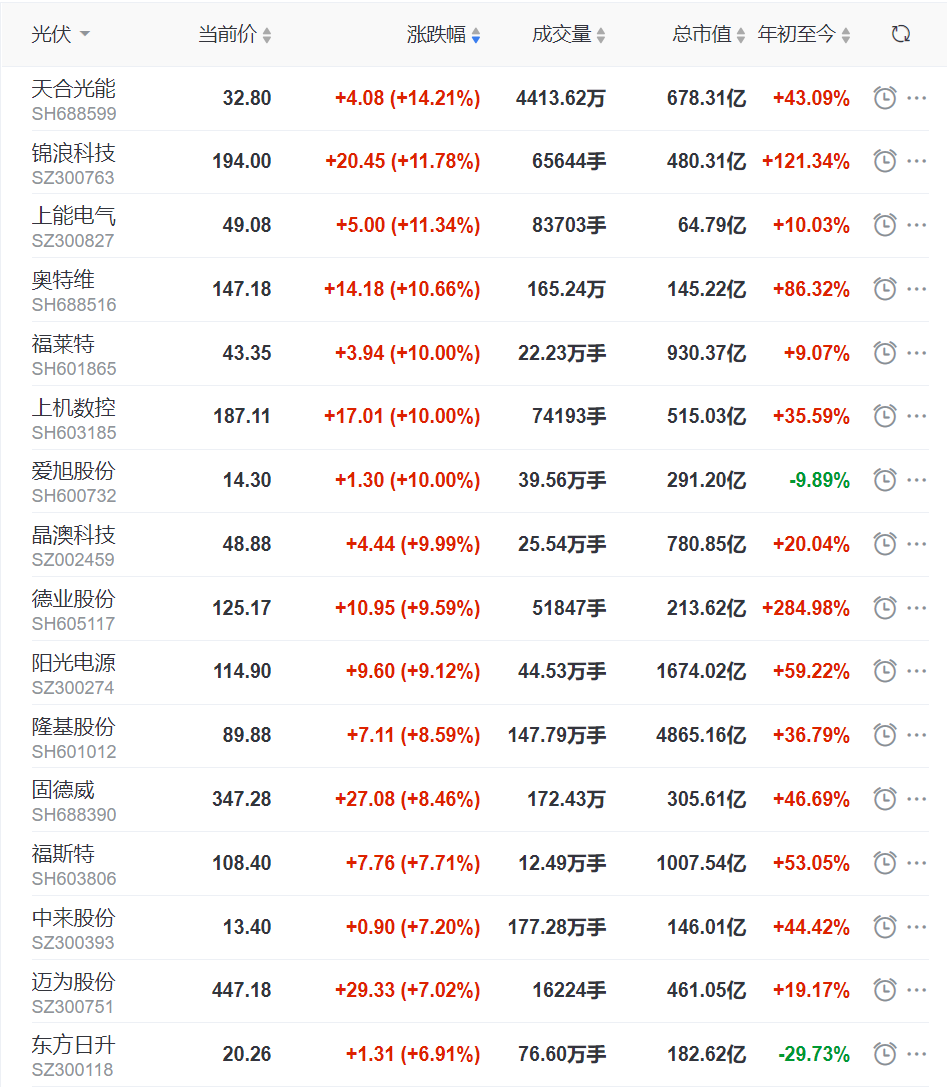 光伏 当前价 涨跌幅 成交量 总市值 年初至今
天合光能
SH688599
32.80 +4.08 (+14.21%) 4413.62万 678.31亿 +43.09%
锦浪科技
SZ300763
194.00 +20.45 (+11.78%) 65644手 480.31亿 +121.34%
上能电气
SZ300827
49.08 +5.00 (+11.34%) 83703手 64.79亿 +10.03%
奥特维
SH688516
147.18 +14.18 (+10.66%) 165.24万 145.22亿 +86.32%
福莱特
SH601865
43.35 +3.94 (+10.00%) 22.23万手 930.37亿 +9.07%
上机数控
SH603185
187.11 +17.01 (+10.00%) 74193手 515.03亿 +35.59%
爱旭股份
SH600732
14.30 +1.30 (+10.00%) 39.56万手 291.20亿 -9.89%
晶澳科技
SZ002459
48.88 +4.44 (+9.99%) 25.54万手 780.85亿 +20.04%
德业股份
SH605117
125.17 +10.95 (+9.59%) 51847手 213.62亿 +284.98%
阳光电源
SZ300274
114.90 +9.60 (+9.12%) 44.53万手 1674.02亿 +59.22%
隆基股份
SH601012
89.88 +7.11 (+8.59%) 147.79万手 4865.16亿 +36.79%
固德威
SH688390
347.28 +27.08 (+8.46%) 172.43万 305.61亿 +46.69%
福斯特
SH603806
108.40 +7.76 (+7.71%) 12.49万手 1007.54亿 +53.05%
中来股份
SZ300393
13.40 +0.90 (+7.20%) 177.28万手 146.01亿 +44.42%
迈为股份
SZ300751
447.18 +29.33 (+7.02%) 16224手 461.05亿 +19.17%
东方日升
SZ300118
20.26 +1.31 (+6.91%) 76.60万手 182.62亿 -29.73%